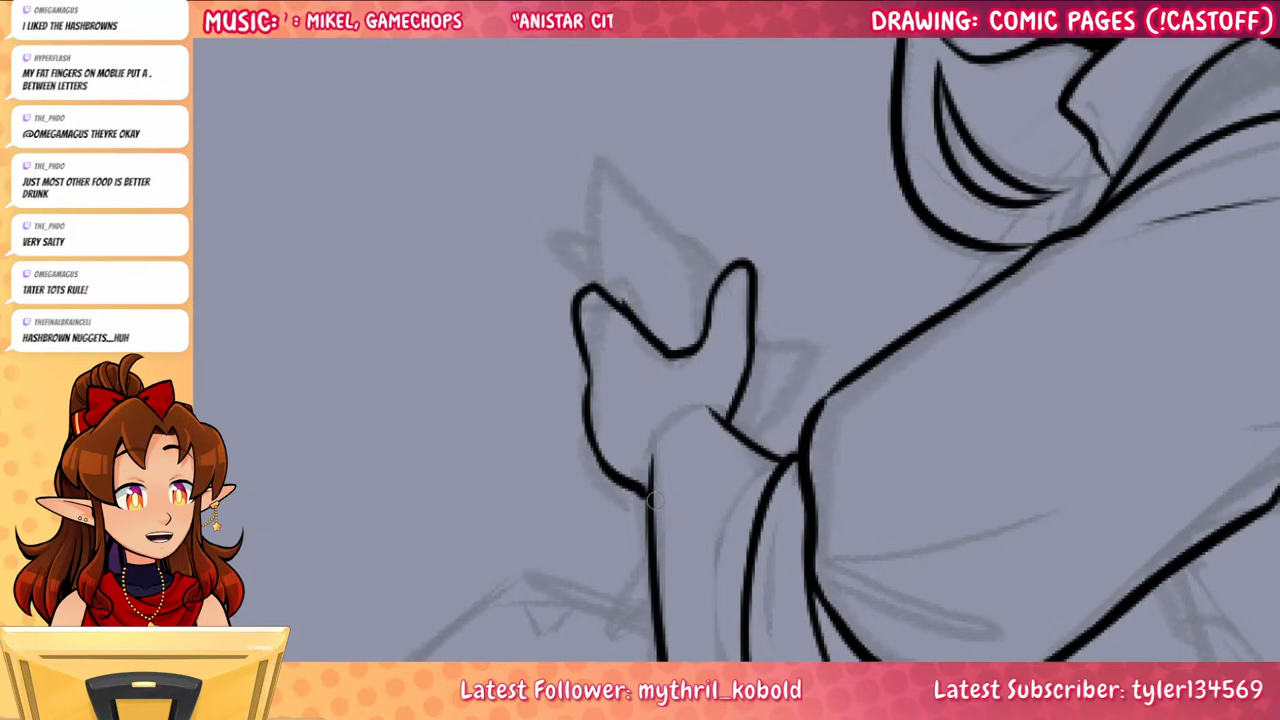 MUSIC: ' : MIKEL, GAMECHOPS "ANISTAR CIT
DRAWING: COMIC PAGES (!CASTOFF)
OMEGAMAGUS
I LIKED THE HASHBROWNS
HYPERFLASH
MY FAT FINGERS ON MOBLIE PUT A .
BETWEEN LETTERS
THE_PHDO
@OMEGAMAGUS THEYRE OKAY
THE_PHDO
JUST MOST OTHER FOOD IS BETTER
DRUNK
THE_PHDO
VERY SALTY
OMEGAMAGUS
TATER TOTS RULE!
THEFINALBRAINCELL
HASHBROWN NUGGETS...HUH
Latest Follower: mythril_kobold
Latest Subscriber: tyler134569